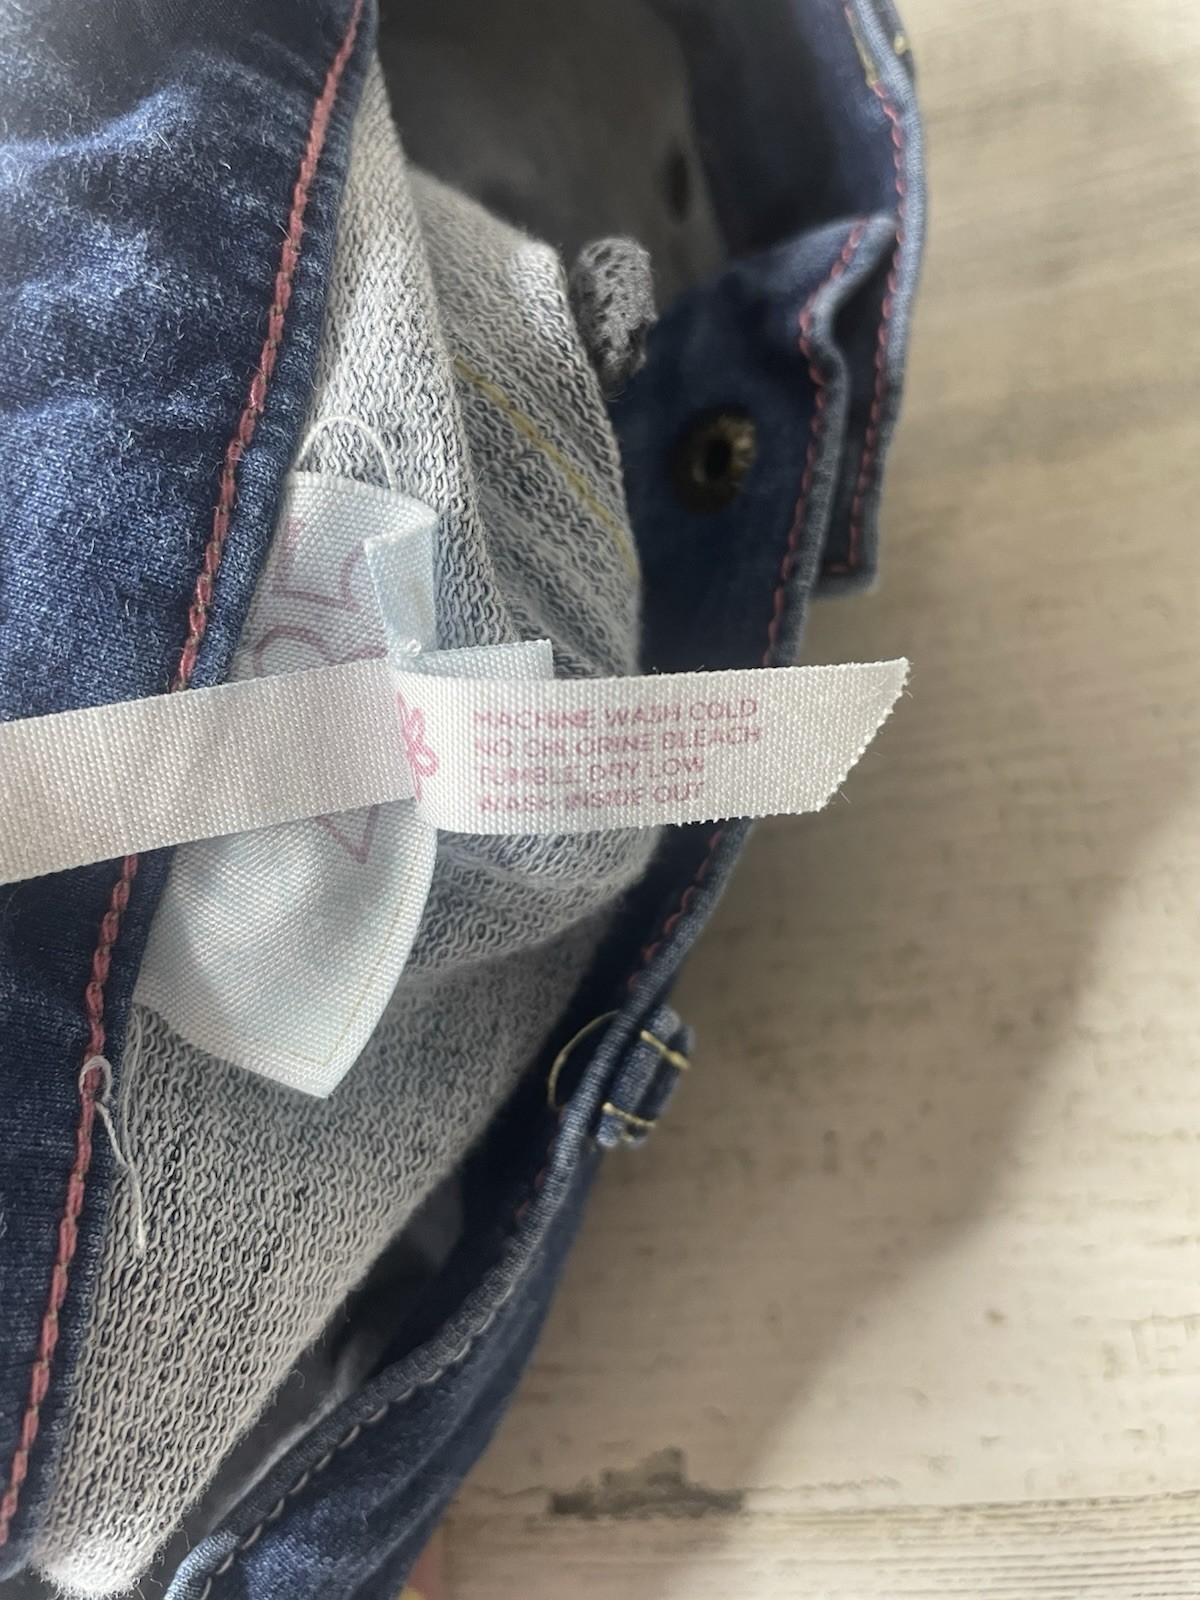 MACHINE WASH COLD
NO CHLORINE BLEACH
TUMBLE DRY LOW
WASH INSIDE OUT